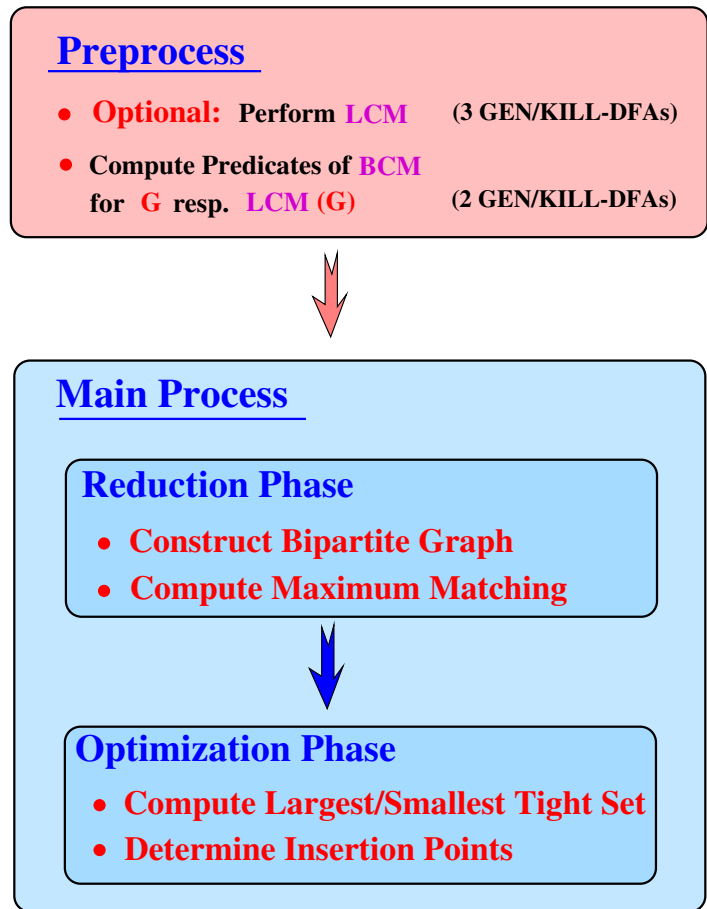 Preprocess
• Optional: Perform LCM (3 GEN/KILL-DFAs)
• Compute Predicates of BCM
for G resp. LCM (G) (2 GEN/KILL-DFAs)
Main Process
Reduction Phase
• Construct Bipartite Graph
• Compute Maximum Matching
Optimization Phase
• Compute Largest/Smallest Tight Set
• Determine Insertion Points